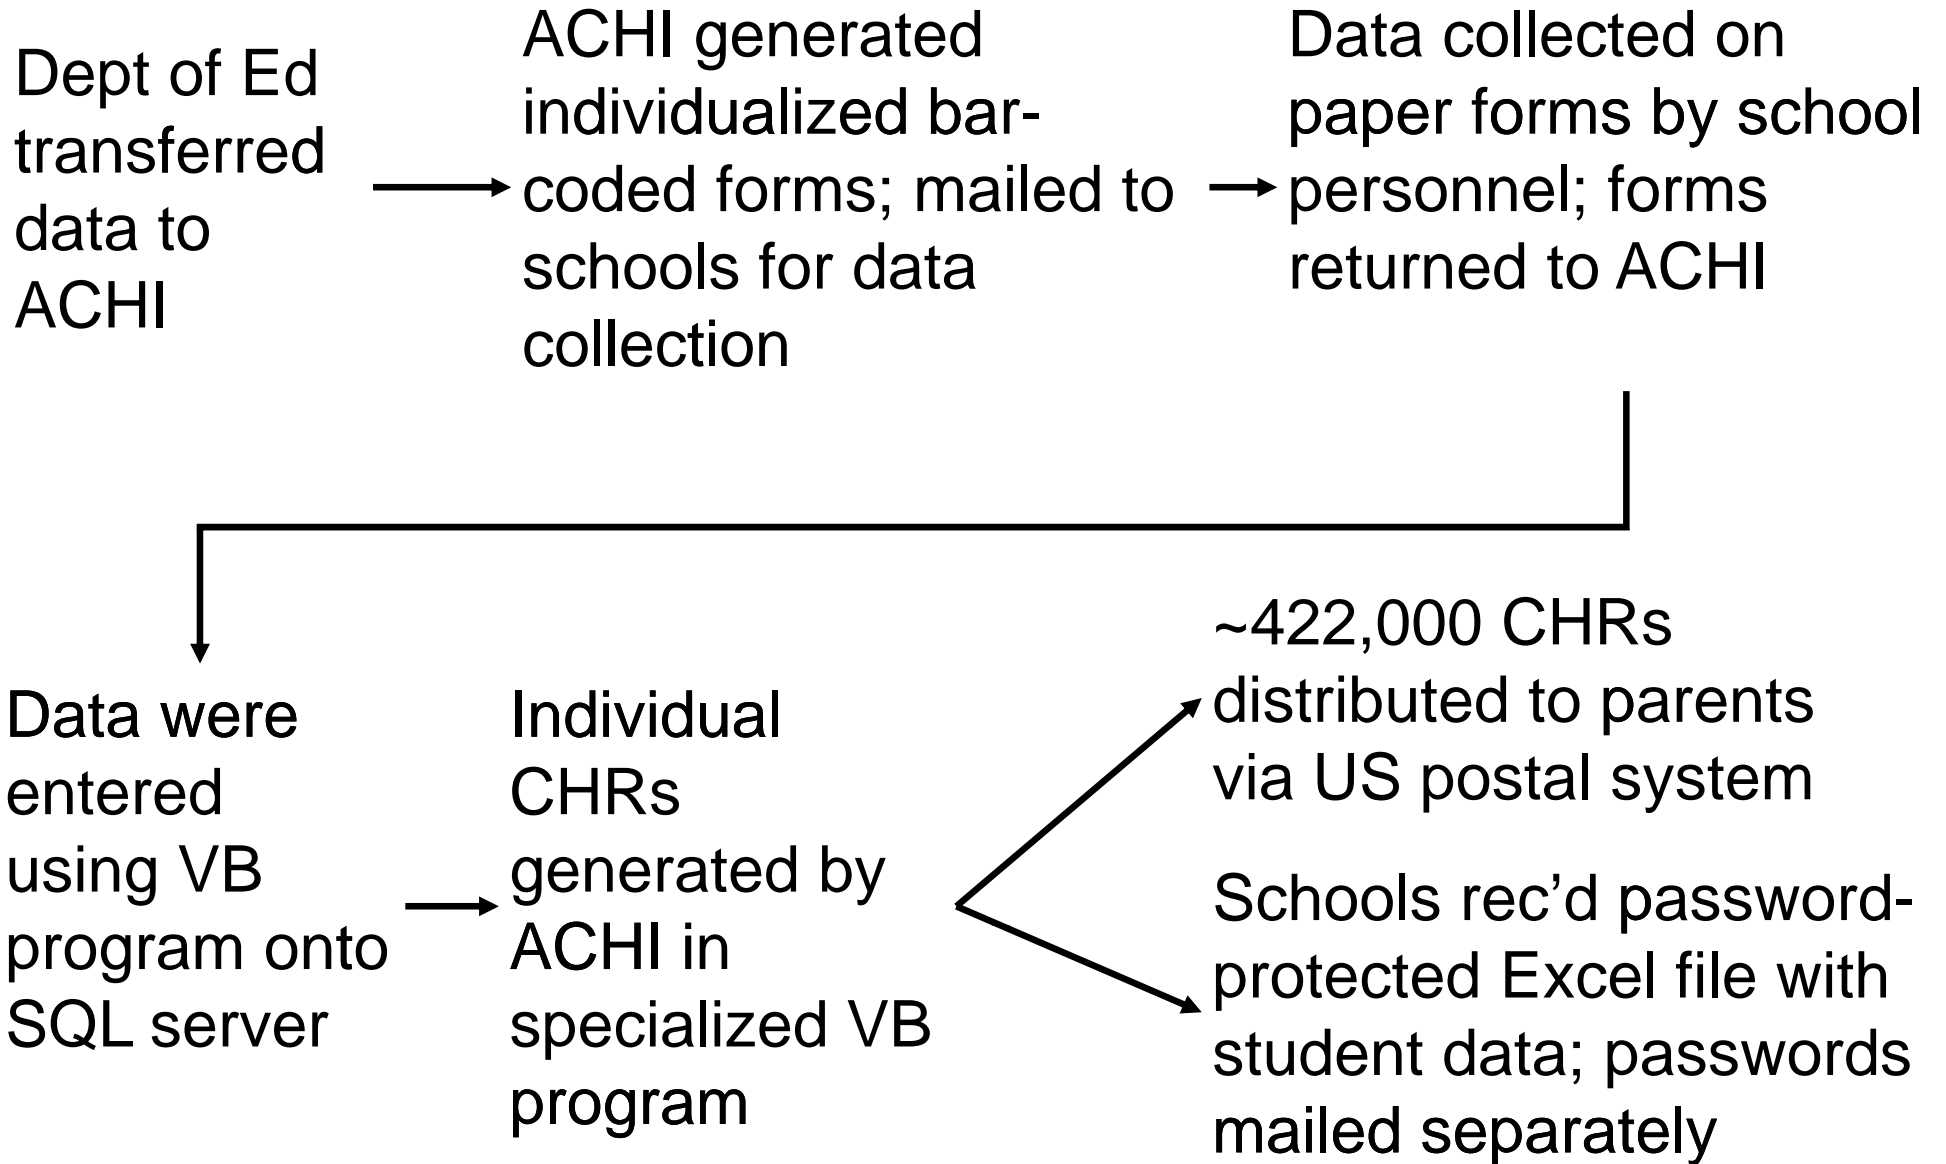 Dept of Ed
transferred
data to
ACHI
ACHI generated
individualized bar-
coded forms; mailed to
schools for data
collection
Data collected on
paper forms by school
personnel; forms
returned to ACHI
Data were
entered
using VB
program onto
SQL server
Individual
CHRs
generated by
ACHI in
specialized VB
program
~422,000 CHRs
distributed to parents
via US postal system
Schools rec’d password-
protected Excel file with
student data; passwords
mailed separately